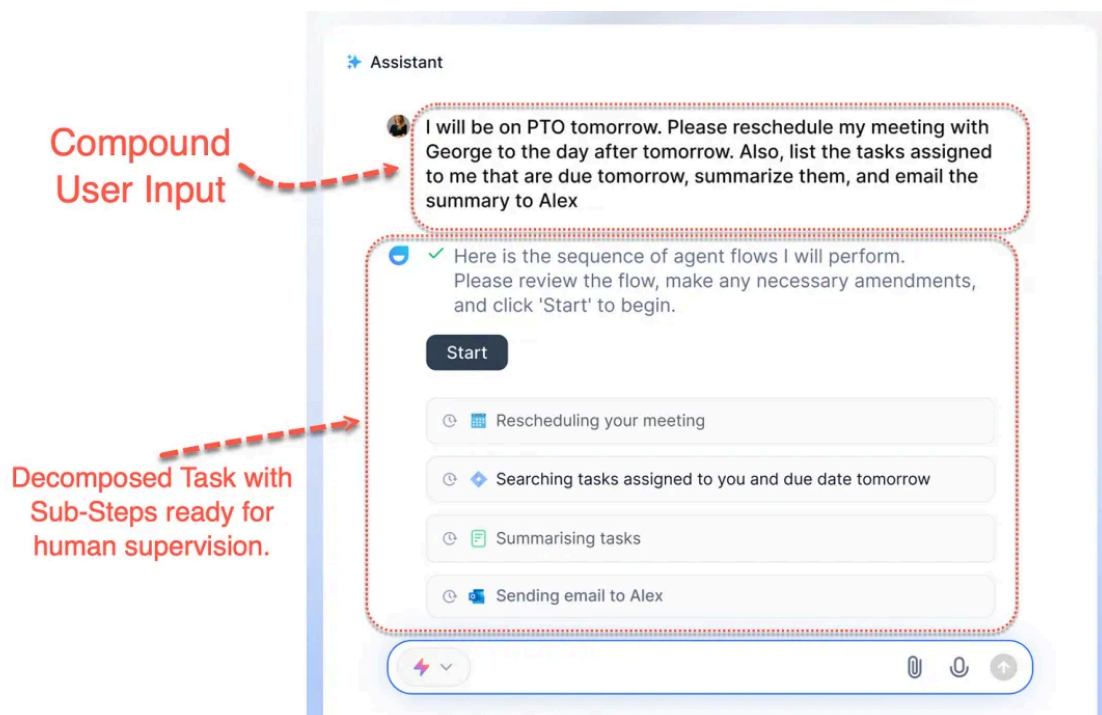 Assistant
Compound
User Input
I will be on PTO tomorrow. Please reschedule my meeting with
George to the day after tomorrow. Also, list the tasks assigned
to me that are due tomorrow, summarize them, and email the
summary to Alex
Here is the sequence of agent flows I will perform.
Please review the flow, make any necessary amendments,
and click 'Start' to begin.
Start
Decomposed Task with
Sub-Steps ready for
human supervision.
Rescheduling your meeting
Searching tasks assigned to you and due date tomorrow
Summarising tasks
Sending email to Alex